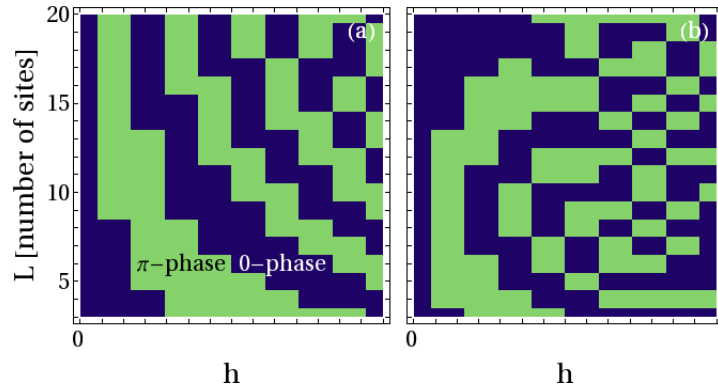 20
(a)
(b)
15
L [number of sites]
10
π−phase 0−phase
5
0
0
h
h